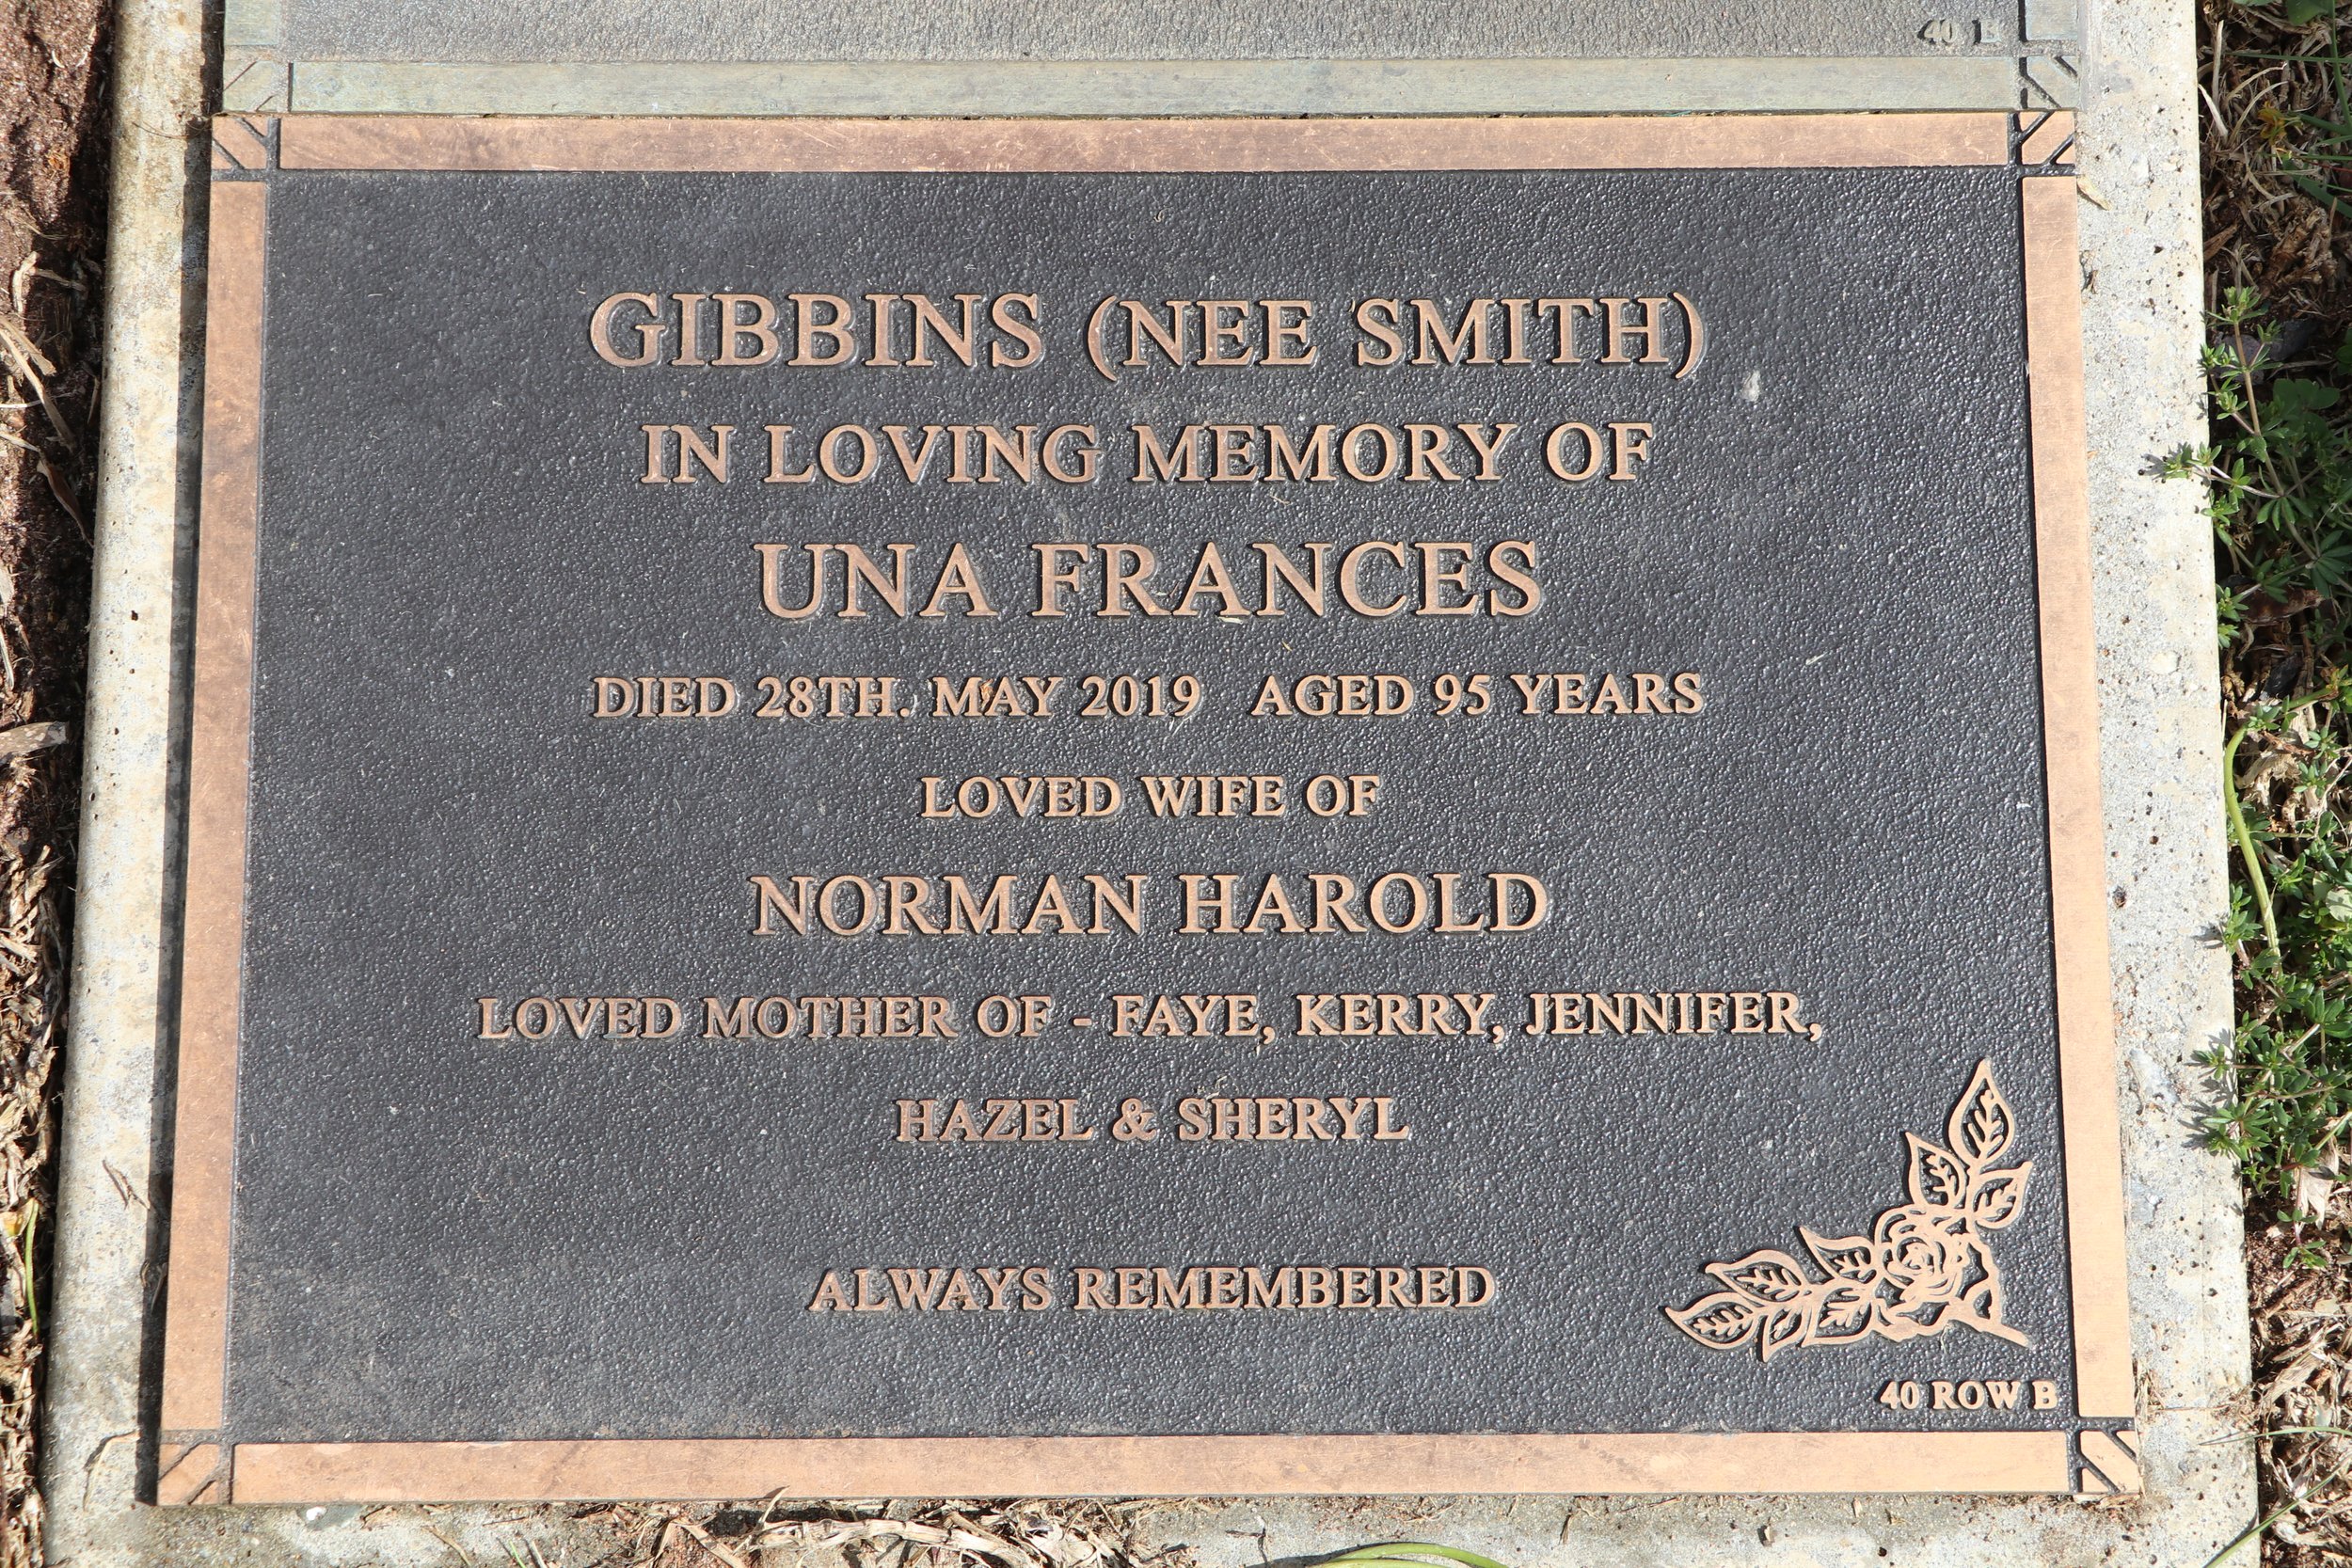 40 B
GIBBINS (NEE SMITH)
IN LOVING MEMORY OF
UNA FRANCES
DIED 28TH. MAY 2019 AGED 95 YEARS
LOVED WIFE OF
NORMAN HAROLD
LOVED MOTHER OF - FAYE, KERRY, JENNIFER,
HAZEL & SHERYL
ALWAYS REMEMBERED
40 ROW B